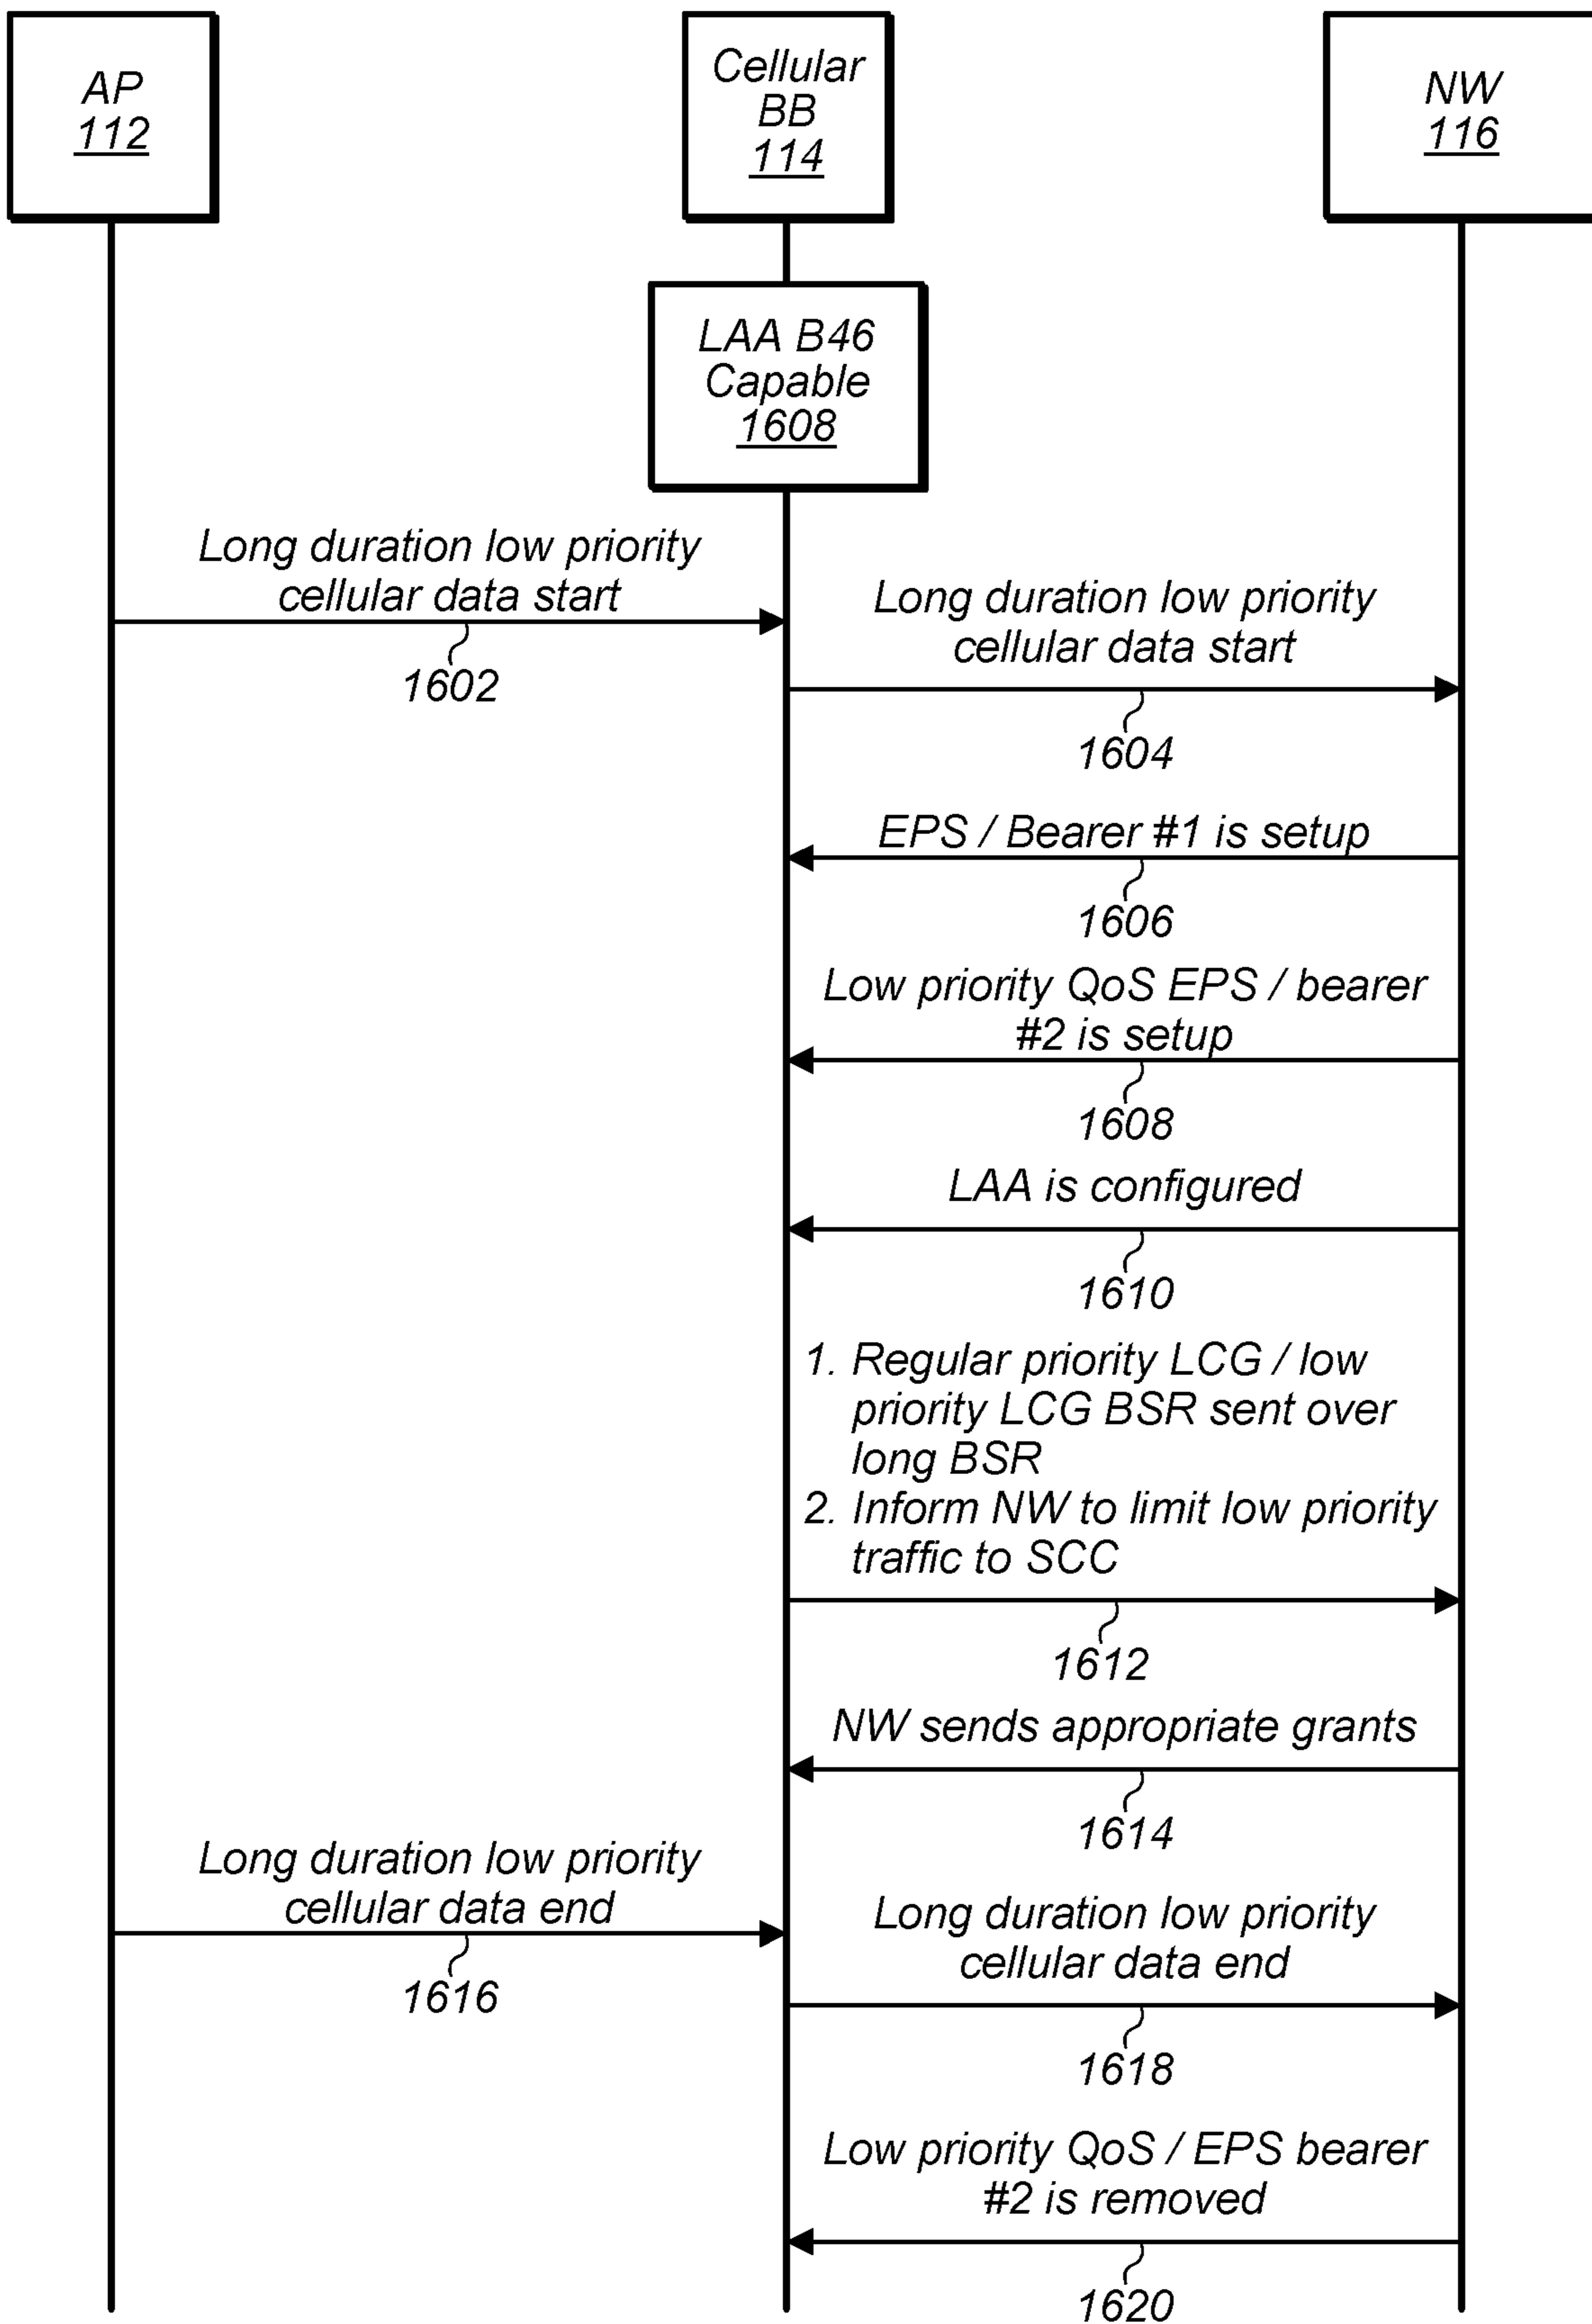 AP
112
Cellular
BB
114
NW
116
LAA B46
Capable
1608
Long duration low priority
cellular data start
1602
Long duration low priority
cellular data start
1604
EPS / Bearer #1 is setup
1606
Low priority QoS EPS / bearer
#2 is setup
1608
LAA is configured
1610
1. Regular priority LCG / low
priority LCG BSR sent over
long BSR
2. Inform NW to limit low priority
traffic to SCC
1612
NW sends appropriate grants
1614
Long duration low priority
cellular data end
1616
Long duration low priority
cellular data end
1618
Low priority QoS / EPS bearer
#2 is removed
1620